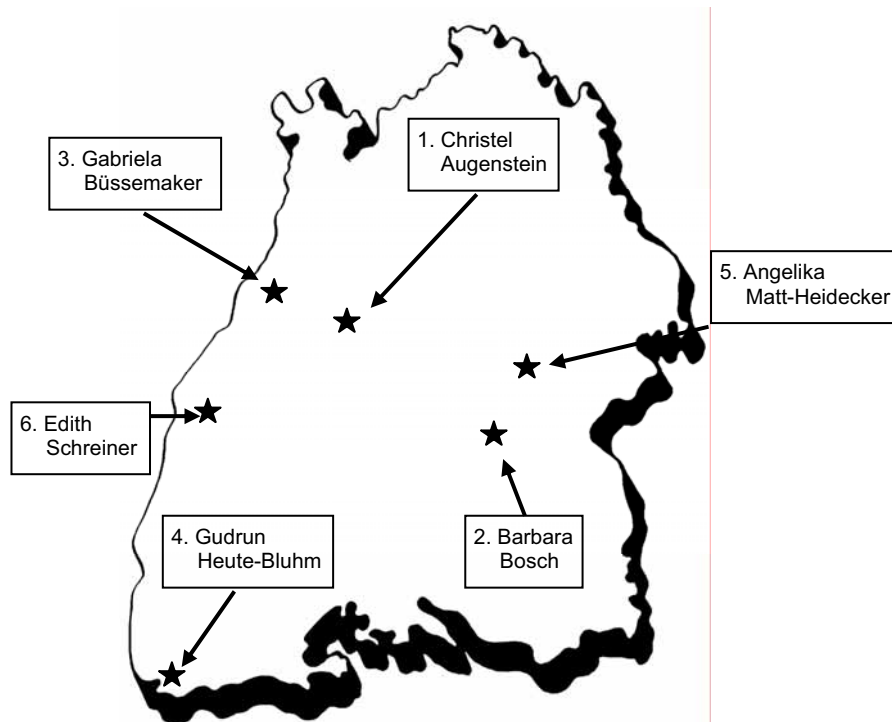 1. Christel
Augenstein
3. Gabriela
Büssemaker
5. Angelika
Matt-Heidecker
6. Edith
Schreiner
4. Gudrun
Heute-Bluhm
2. Barbara
Bosch